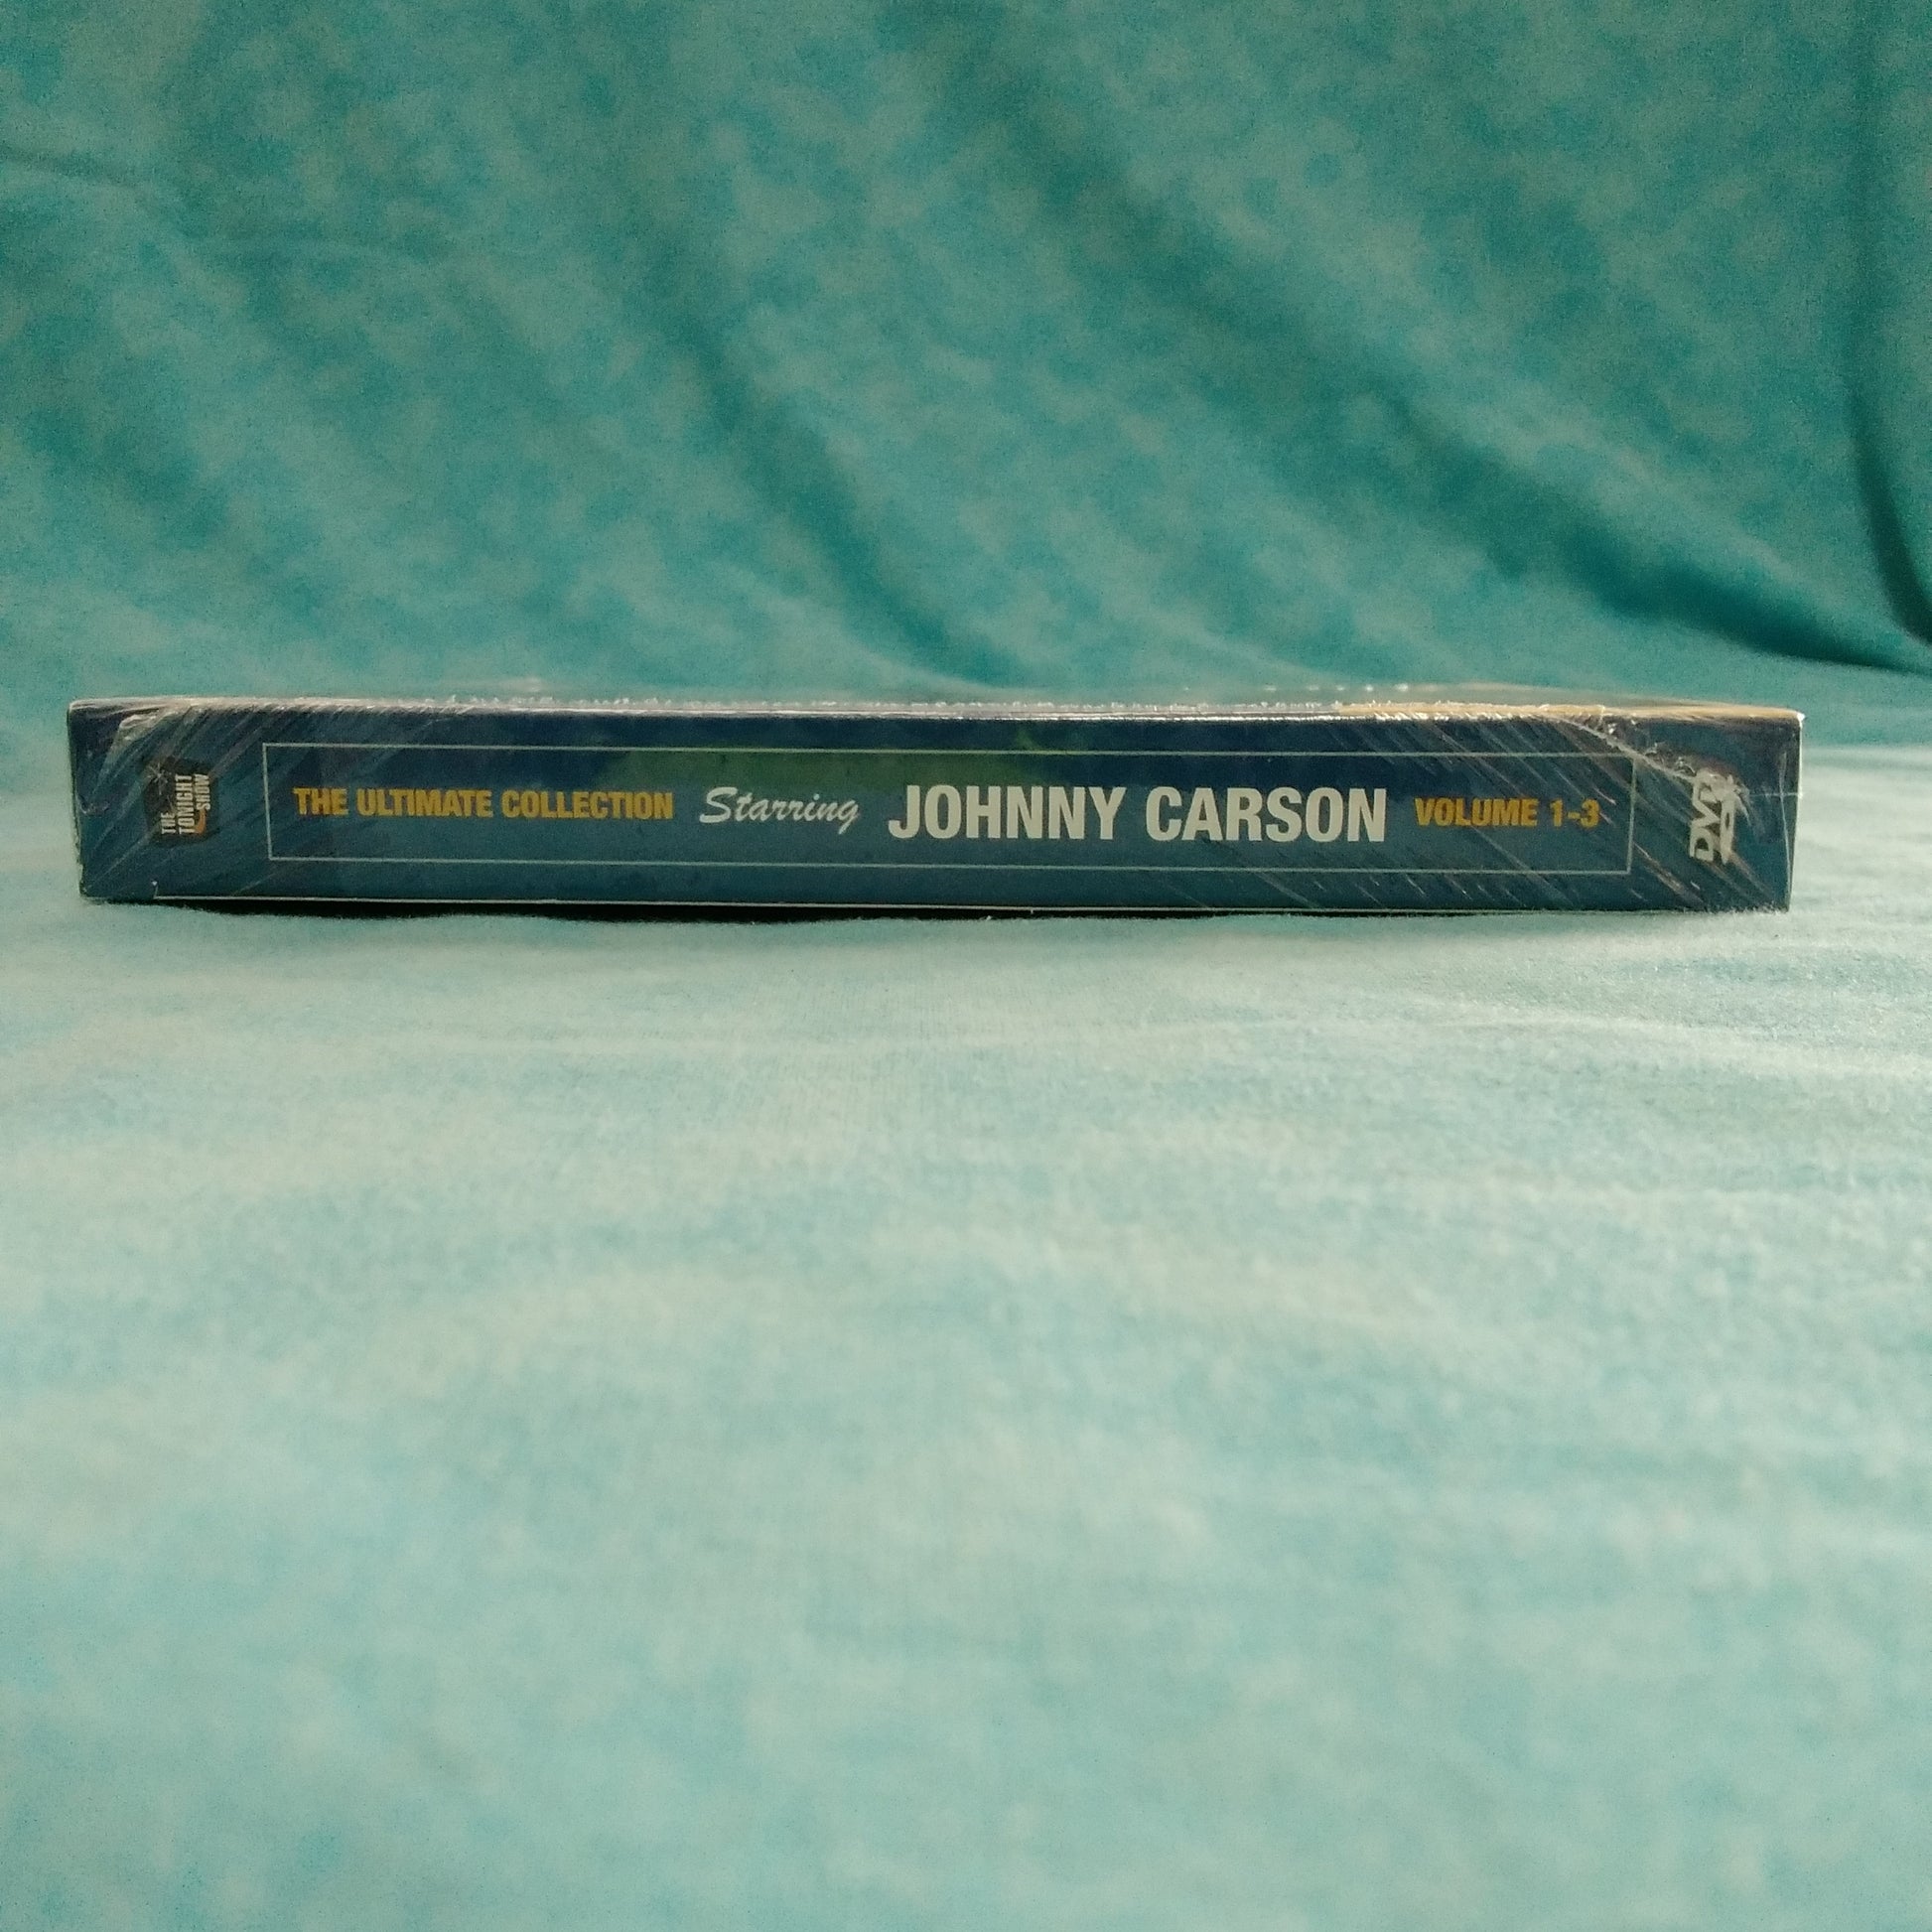 THE
TONIGHT
SHOW
THE ULTIMATE COLLECTION Starring JOHNNY CARSON VOLUME 1-3
DVD